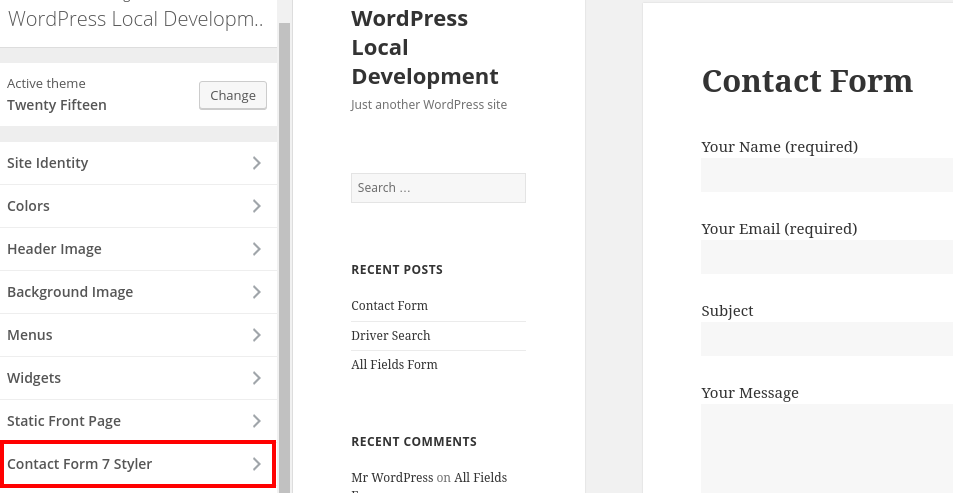 WordPress Local Developm..
Active theme
Twenty Fifteen
Change
Site Identity
Colors
Header Image
Background Image
Menus
Widgets
Static Front Page
Contact Form 7 Styler
WordPress
Local
Development
Just another WordPress site
Search ...
RECENT POSTS
Contact Form
Driver Search
All Fields Form
RECENT COMMENTS
Mr WordPress on All Fields
Contact Form
Your Name (required)
Your Email (required)
Subject
Your Message